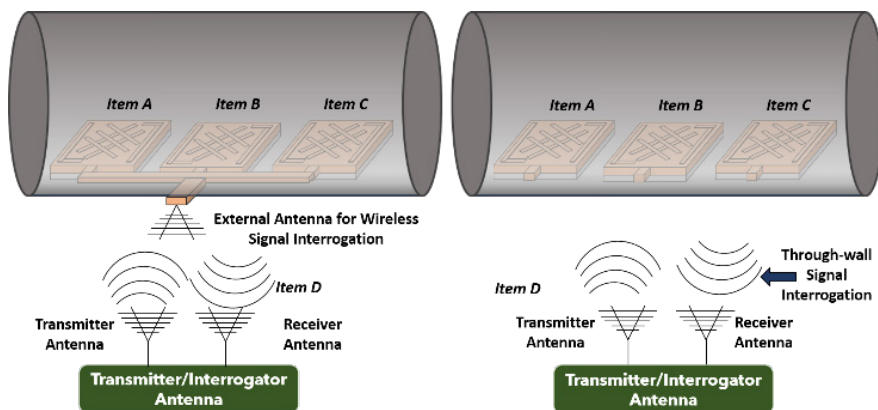 Item A
Item B
Item C
External Antenna for Wireless
Signal Interrogation
Item D
Transmitter
Antenna
Receiver
Antenna
Transmitter/Interrogator
Antenna
Item A
Item B
Item C
Through-wall
Signal
Interrogation
Item D
Transmitter
Antenna
Receiver
Antenna
Transmitter/Interrogator
Antenna